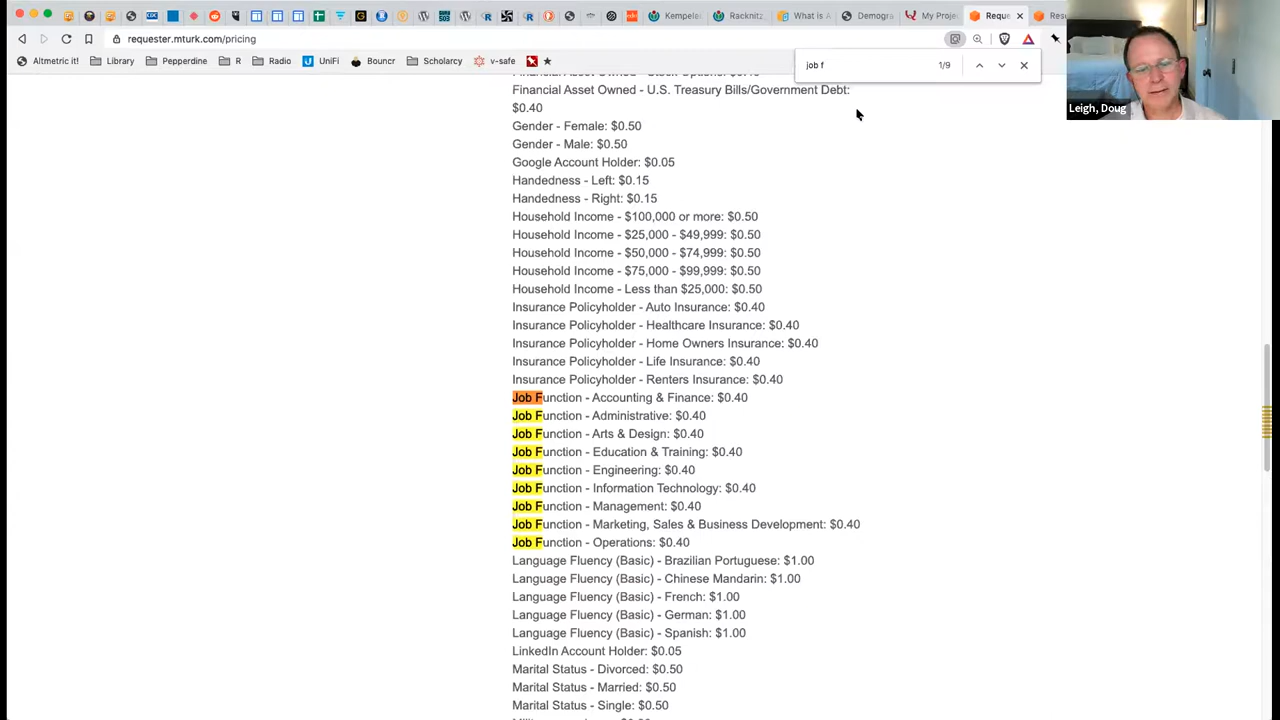 Kempele
Racknitz
What is A
Demogra
My Proje
Reque
Res
requester.mturk.com/pricing
job f
1/9
Altmetric it!
Library
Pepperdine
R
Radio
UniFi
Bouncr
Scholarcy
v-safe
Leigh, Doug
Financial Asset Owned - U.S. Treasury Bills/Government Debt:
$0.40
Gender - Female: $0.50
Gender - Male: $0.50
Google Account Holder: $0.05
Handedness - Left: $0.15
Handedness - Right: $0.15
Household Income - $100,000 or more: $0.50
Household Income - $25,000 - $49,999: $0.50
Household Income - $50,000 - $74,999: $0.50
Household Income - $75,000 - $99,999: $0.50
Household Income - Less than $25,000: $0.50
Insurance Policyholder - Auto Insurance: $0.40
Insurance Policyholder - Healthcare Insurance: $0.40
Insurance Policyholder - Home Owners Insurance: $0.40
Insurance Policyholder - Life Insurance: $0.40
Insurance Policyholder - Renters Insurance: $0.40
Job Function - Accounting & Finance: $0.40
Job Function - Administrative: $0.40
Job Function - Arts & Design: $0.40
Job Function - Education & Training: $0.40
Job Function - Engineering: $0.40
Job Function - Information Technology: $0.40
Job Function - Management: $0.40
Job Function - Marketing, Sales & Business Development: $0.40
Job Function - Operations: $0.40
Language Fluency (Basic) - Brazilian Portuguese: $1.00
Language Fluency (Basic) - Chinese Mandarin: $1.00
Language Fluency (Basic) - French: $1.00
Language Fluency (Basic) - German: $1.00
Language Fluency (Basic) - Spanish: $1.00
LinkedIn Account Holder: $0.05
Marital Status - Divorced: $0.50
Marital Status - Married: $0.50
Marital Status - Single: $0.50